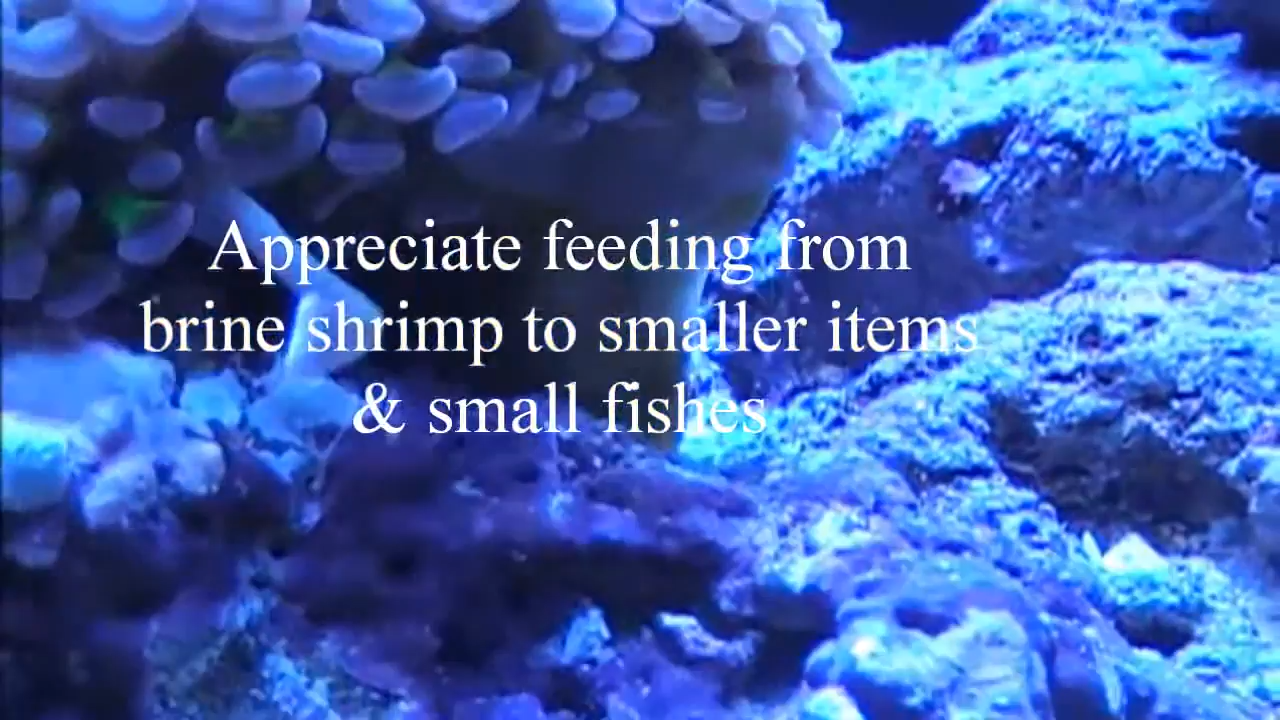 Appreciate feeding from
brine shrimp to smaller items
& small fishes